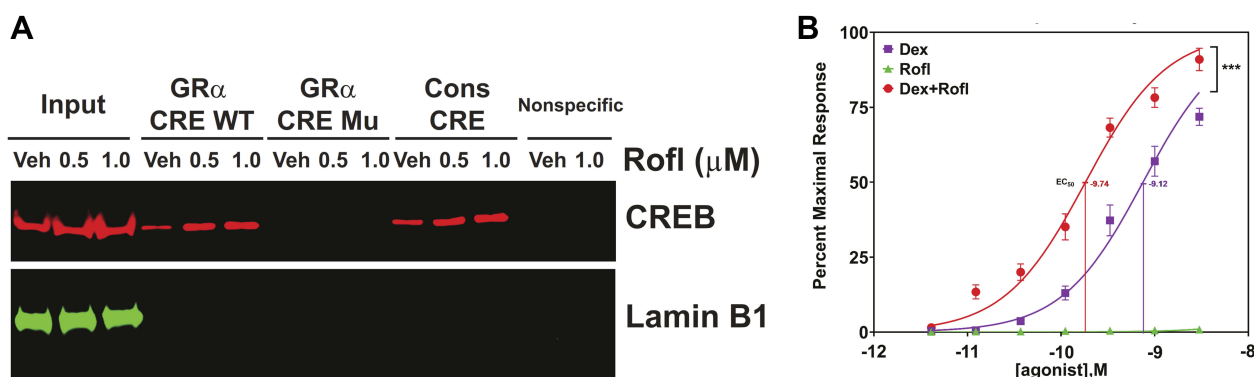 A
Input
GRα
CRE WT
GRα
CRE Mu
Cons
CRE
Nonspecific
Veh 0.5 1.0 Veh 0.5 1.0 Veh 0.5 1.0 Veh 0.5 1.0 Veh 1.0 Rofl (μM)
CREB
Lamin B1
B
Percent Maximal Response
100
75
50
25
0
Dex
Rofl
Dex+Rofl
***
EC50 -9.74 -9.12
-12 -11 -10 -9 -8
[agonist],M